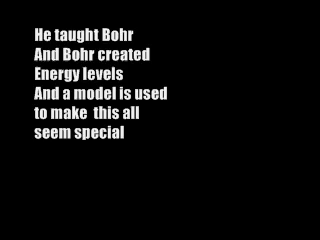 He taught Bohr
And Bohr created
Energy levels
And a model is used
to make  this all
seem special